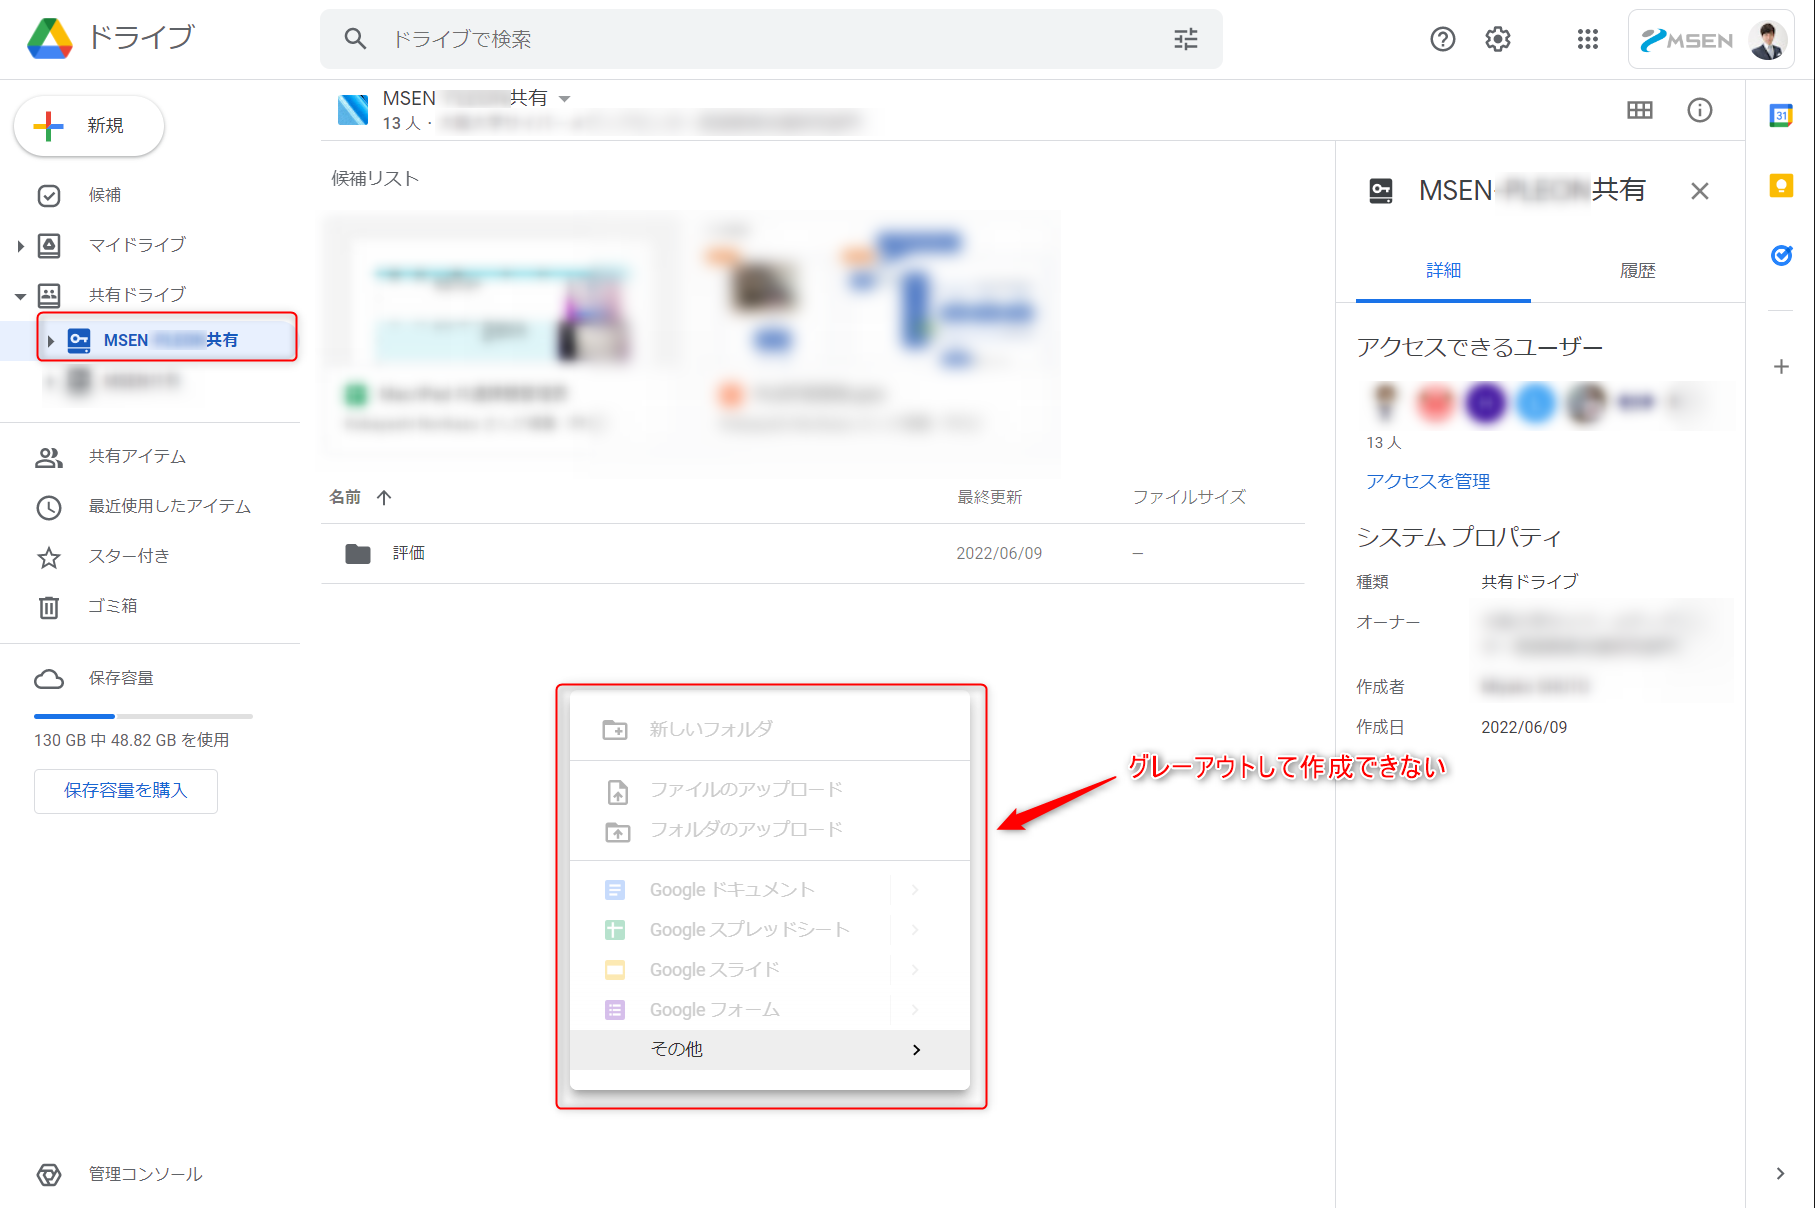 ドライブ
ドライブで検索
MSEN
新規
候補
マイドライブ
共有ドライブ
MSEN 共有
共有アイテム
最近使用したアイテム
スター付き
ゴミ箱
保存容量
130 GB 中 48.82 GB を使用
保存容量を購入
管理コンソール
MSEN 共有
13 人 ·
候補リスト
名前
最終更新
ファイルサイズ
評価
2022/06/09
–
新しいフォルダ
ファイルのアップロード
フォルダのアップロード
Google ドキュメント
Google スプレッドシート
Google スライド
Google フォーム
その他
グレーアウトして作成できない
MSEN 共有
詳細
履歴
アクセスできるユーザー
13 人
アクセスを管理
システム プロパティ
種類
共有ドライブ
オーナー
作成者
作成日
2022/06/09
31